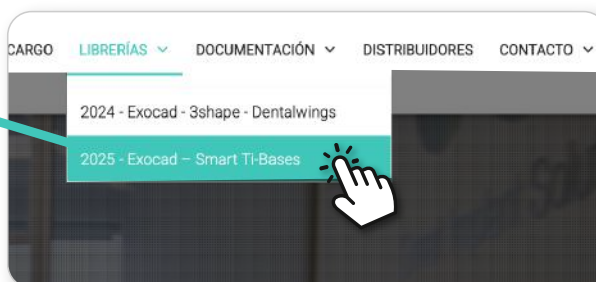 CARGO LIBRERÍAS DOCUMENTACIÓN DISTRIBUIDORES CONTACTO
2024 - Exocad - 3shape - Dentalwings
2025 - Exocad – Smart Ti-Bases